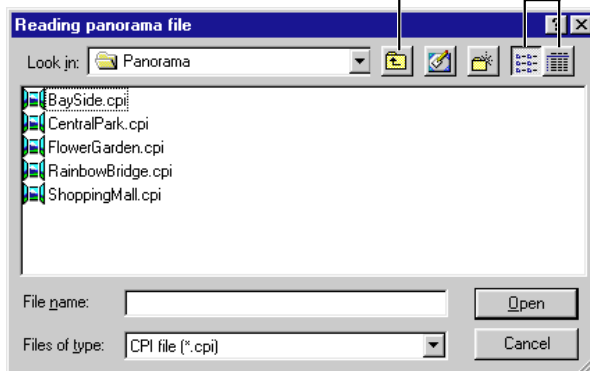 Reading panorama file
Look in: Panorama
BaySide.cpi
CentralPark.cpi
FlowerGarden.cpi
RainbowBridge.cpi
ShoppingMall.cpi
File name: Open
Files of type: CPI file (*.cpi) Cancel